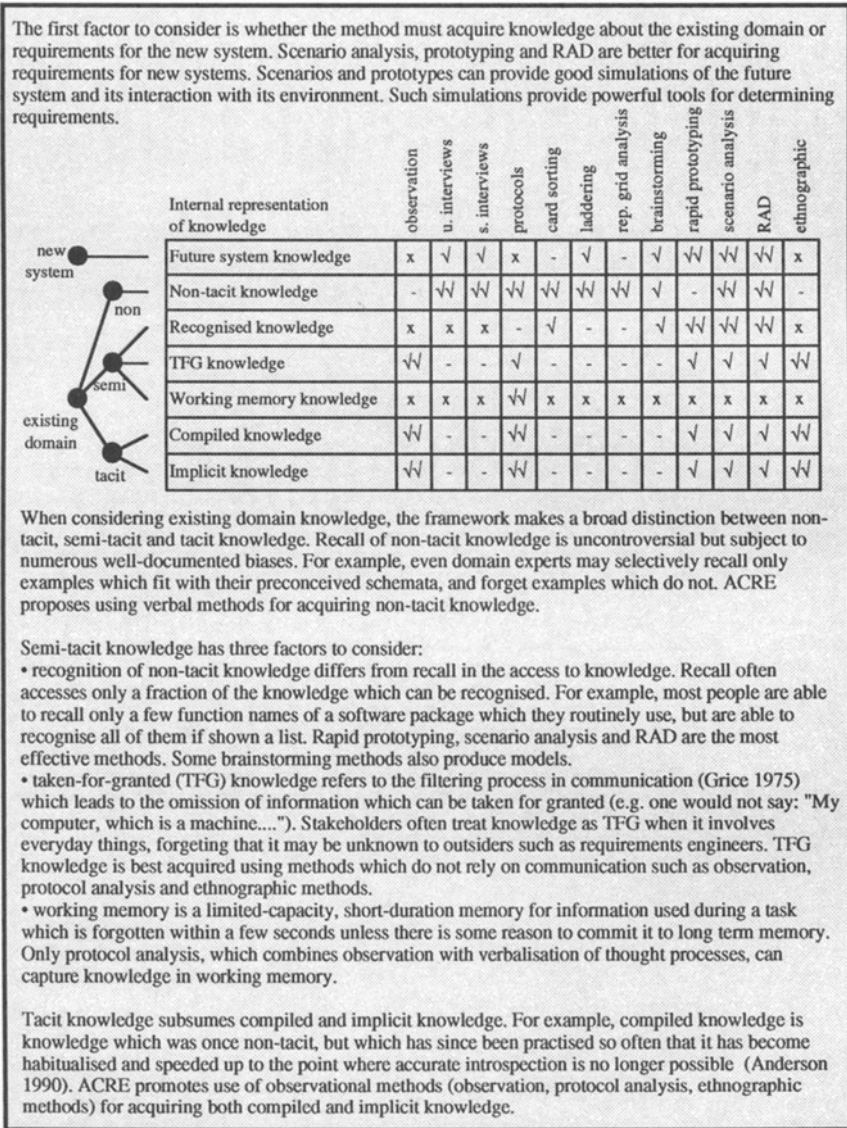 The first factor to consider is whether the method must acquire knowledge about the existing domain or
requirements for the new system. Scenario analysis, prototyping and RAD are better for acquiring
requirements for new systems. Scenarios and prototypes can provide good simulations of the future
system and its interaction with its environment. Such simulations provide powerful tools for determining
requirements.
Internal representation
of knowledge
observation
u. interviews
s. interviews
protocols
card sorting
laddering
rep. grid analysis
brainstorming
rapid prototyping
scenario analysis
RAD
ethnographic
new
system
non
semi
existing
domain
tacit
Future system knowledge x √ √ x - √ - √ √√ √√ √√ x
Non-tacit knowledge - √√ √√ √√ √√ √√ √√ √ - √√ √√ -
Recognised knowledge x x x - √ - - √ √√ √√ √√ x
TFG knowledge √√ - - √ - - - - √ √ √ √√
Working memory knowledge x x x √√ x x x x x x x x
Compiled knowledge √√ - - √√ - - - - √ √ √ √√
Implicit knowledge √√ - - √√ - - - - √ √ √ √√
When considering existing domain knowledge, the framework makes a broad distinction between non-
tacit, semi-tacit and tacit knowledge. Recall of non-tacit knowledge is uncontroversial but subject to
numerous well-documented biases. For example, even domain experts may selectively recall only
examples which fit with their preconceived schemata, and forget examples which do not. ACRE
proposes using verbal methods for acquiring non-tacit knowledge.
Semi-tacit knowledge has three factors to consider:
• recognition of non-tacit knowledge differs from recall in the access to knowledge. Recall often
accesses only a fraction of the knowledge which can be recognised. For example, most people are able
to recall only a few function names of a software package which they routinely use, but are able to
recognise all of them if shown a list. Rapid prototyping, scenario analysis and RAD are the most
effective methods. Some brainstorming methods also produce models.
• taken-for-granted (TFG) knowledge refers to the filtering process in communication (Grice 1975)
which leads to the omission of information which can be taken for granted (e.g. one would not say: "My
computer, which is a machine...."). Stakeholders often treat knowledge as TFG when it involves
everyday things, forgeting that it may be unknown to outsiders such as requirements engineers. TFG
knowledge is best acquired using methods which do not rely on communication such as observation,
protocol analysis and ethnographic methods.
• working memory is a limited-capacity, short-duration memory for information used during a task
which is forgotten within a few seconds unless there is some reason to commit it to long term memory.
Only protocol analysis, which combines observation with verbalisation of thought processes, can
capture knowledge in working memory.
Tacit knowledge subsumes compiled and implicit knowledge. For example, compiled knowledge is
knowledge which was once non-tacit, but which has since been practised so often that it has become
habitualised and speeded up to the point where accurate introspection is no longer possible (Anderson
1990). ACRE promotes use of observational methods (observation, protocol analysis, ethnographic
methods) for acquiring both compiled and implicit knowledge.